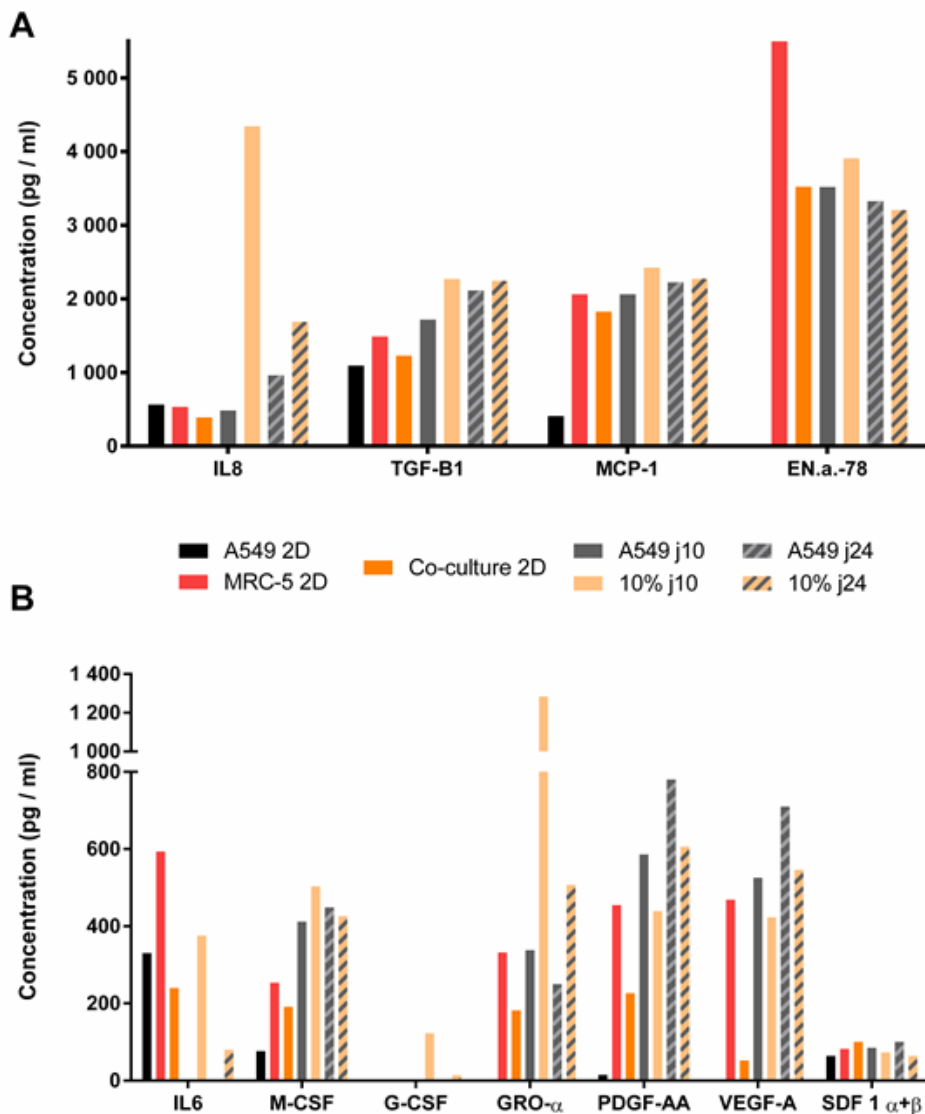 A
Concentration (pg / ml)
5 000
4 000
3 000
2 000
1 000
0
IL8 TGF-B1 MCP-1 EN.a.-78
A549 2D Co-culture 2D A549 j10 A549 j24
MRC-5 2D 10% j10 10% j24
B
Concentration (pg / ml)
1 400
1 200
1 000
800
600
400
200
0
IL6 M-CSF G-CSF GRO-α PDGF-AA VEGF-A SDF 1 α+β